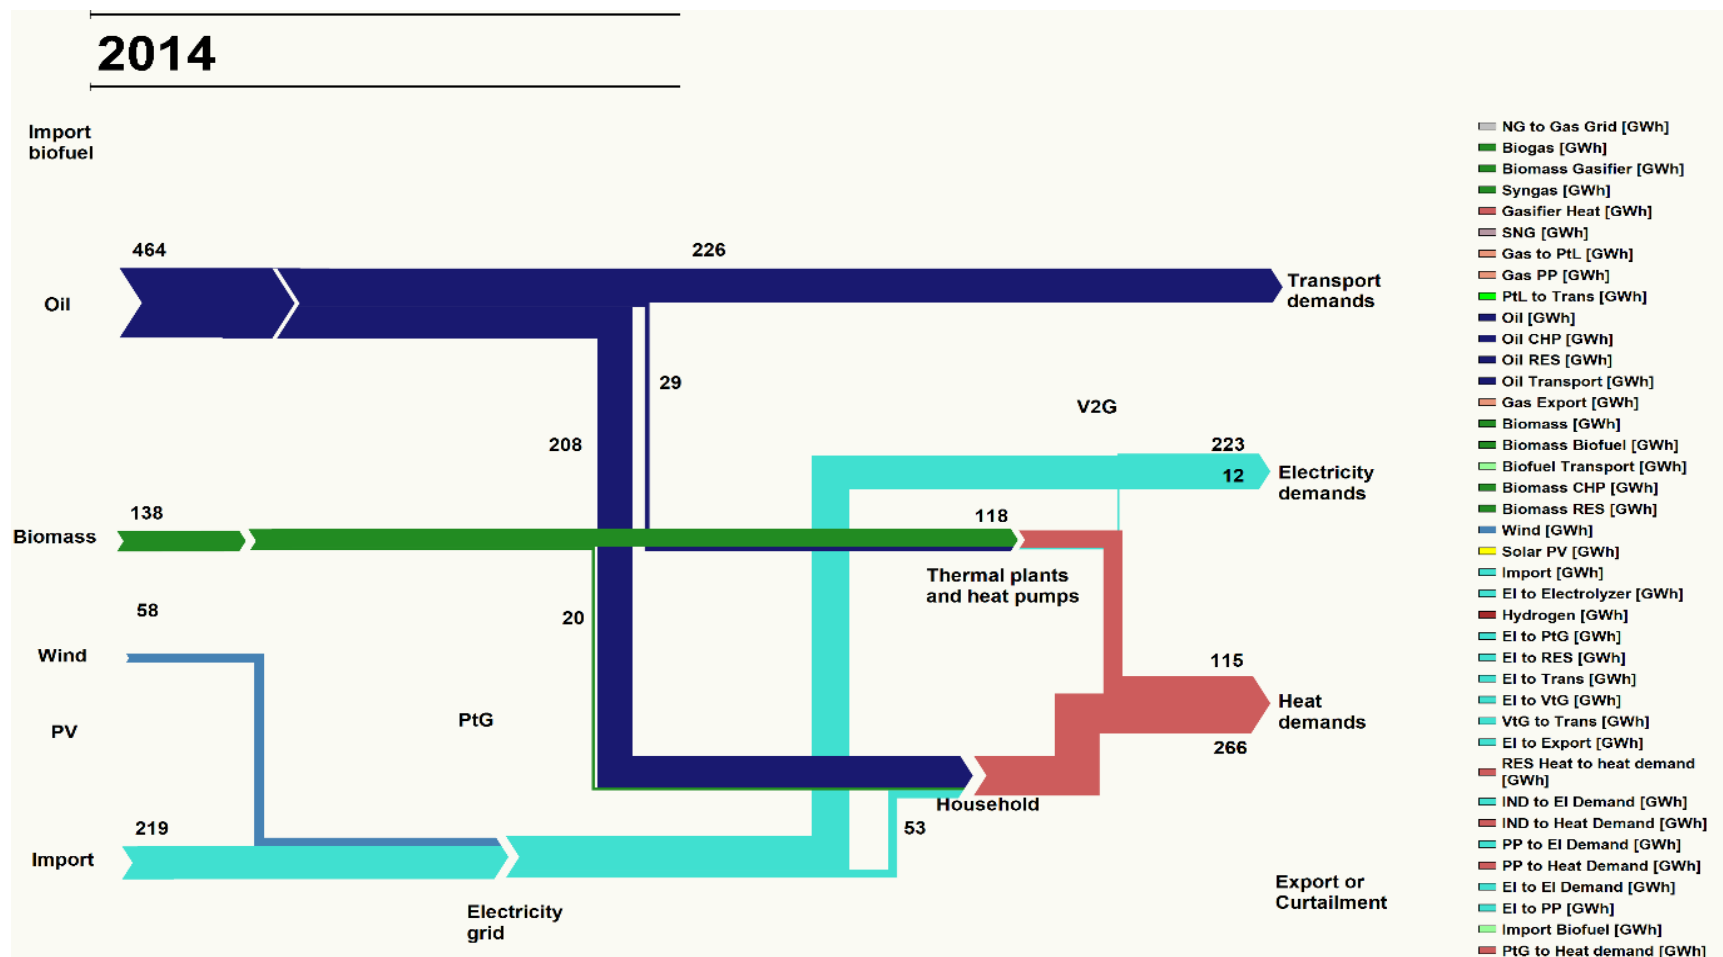 2014
Import
biofuel
464
226
Oil
Transport
demands
29
V2G
208
223
12
Electricity
demands
138
118
Biomass
Thermal plants
and heat pumps
58
20
Wind
115
Heat
demands
PtG
PV
266
Household
219
53
Import
Electricity
grid
Export or
Curtailment
NG to Gas Grid [GWh]
Biogas [GWh]
Biomass Gasifier [GWh]
Syngas [GWh]
Gasifier Heat [GWh]
SNG [GWh]
Gas to PtL [GWh]
Gas PP [GWh]
PtL to Trans [GWh]
Oil [GWh]
Oil CHP [GWh]
Oil RES [GWh]
Oil Transport [GWh]
Gas Export [GWh]
Biomass [GWh]
Biomass Biofuel [GWh]
Biofuel Transport [GWh]
Biomass CHP [GWh]
Biomass RES [GWh]
Wind [GWh]
Solar PV [GWh]
Import [GWh]
El to Electrolyzer [GWh]
Hydrogen [GWh]
El to PtG [GWh]
El to RES [GWh]
El to Trans [GWh]
El to VtG [GWh]
VtG to Trans [GWh]
El to Export [GWh]
RES Heat to heat demand
[GWh]
IND to El Demand [GWh]
IND to Heat Demand [GWh]
PP to El Demand [GWh]
PP to Heat Demand [GWh]
El to El Demand [GWh]
El to PP [GWh]
Import Biofuel [GWh]
PtG to Heat demand [GWh]